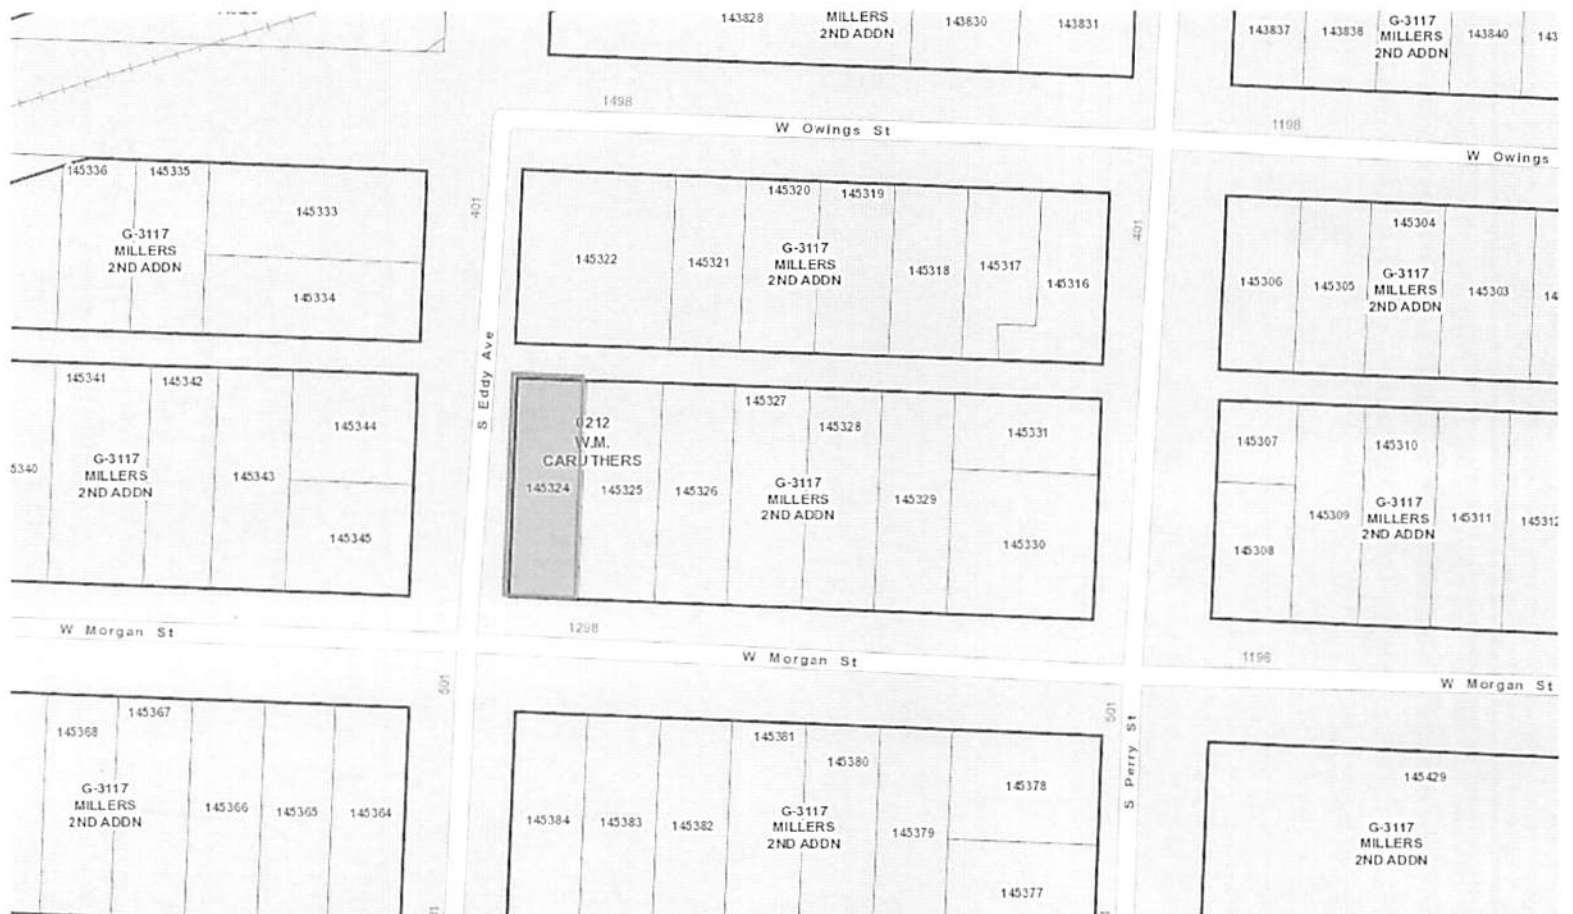 143828
MILLERS
2ND ADDN
143830
143831
143837
143838
G-3117
MILLERS
2ND ADDN
143840
143
1498
W Owings St
1198
W Owings
145336
145335
145333
G-3117
MILLERS
2ND ADDN
145334
401
145320
145319
145322
145321
G-3117
MILLERS
2ND ADDN
145318
145317
145316
401
145304
145306
145305
G-3117
MILLERS
2ND ADDN
145303
14
S Eddy Ave
145341
145342
145344
5340
G-3117
MILLERS
2ND ADDN
145343
145345
0212
W.M.
CARUTHERS
145324
145325
145326
145327
145328
G-3117
MILLERS
2ND ADDN
145329
145331
145330
145307
145310
145309
G-3117
MILLERS
2ND ADDN
145311
145312
145308
W Morgan St
1298
W Morgan St
1196
W Morgan St
501
501
S Perry St
145367
145368
G-3117
MILLERS
2ND ADDN
145366
145365
145364
145381
145380
145378
145384
145383
145382
G-3117
MILLERS
2ND ADDN
145379
145377
145429
G-3117
MILLERS
2ND ADDN